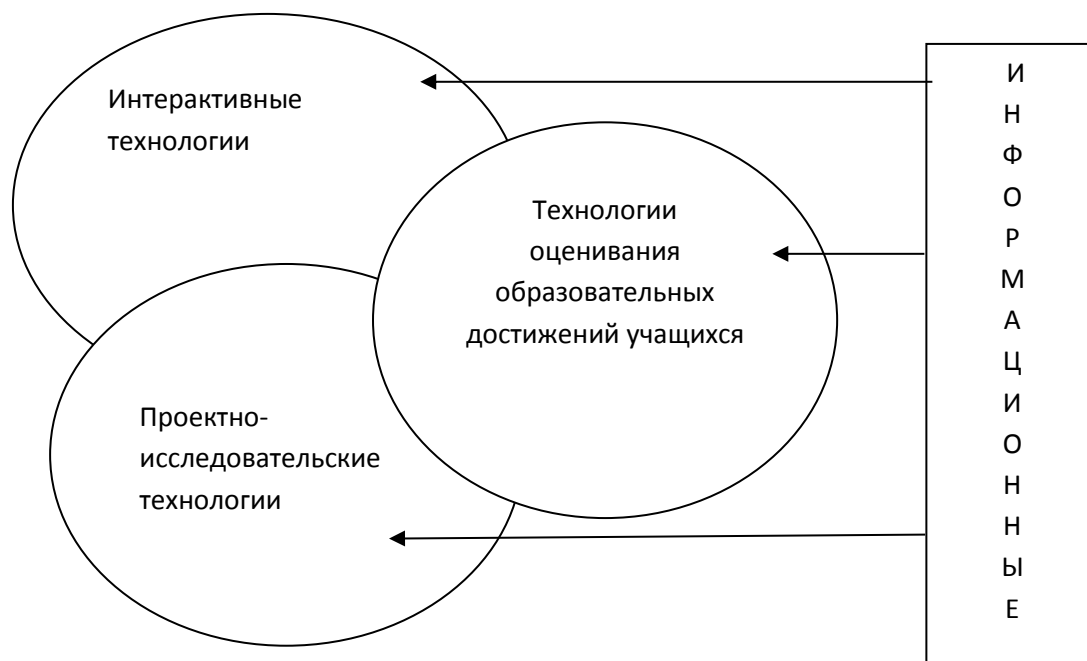 Интерактивные
технологии
Технологии
оценивания
образовательных
достижений учащихся
Проектно-
исследовательские
технологии
И
Н
Ф
О
Р
М
А
Ц
И
О
Н
Н
Ы
Е